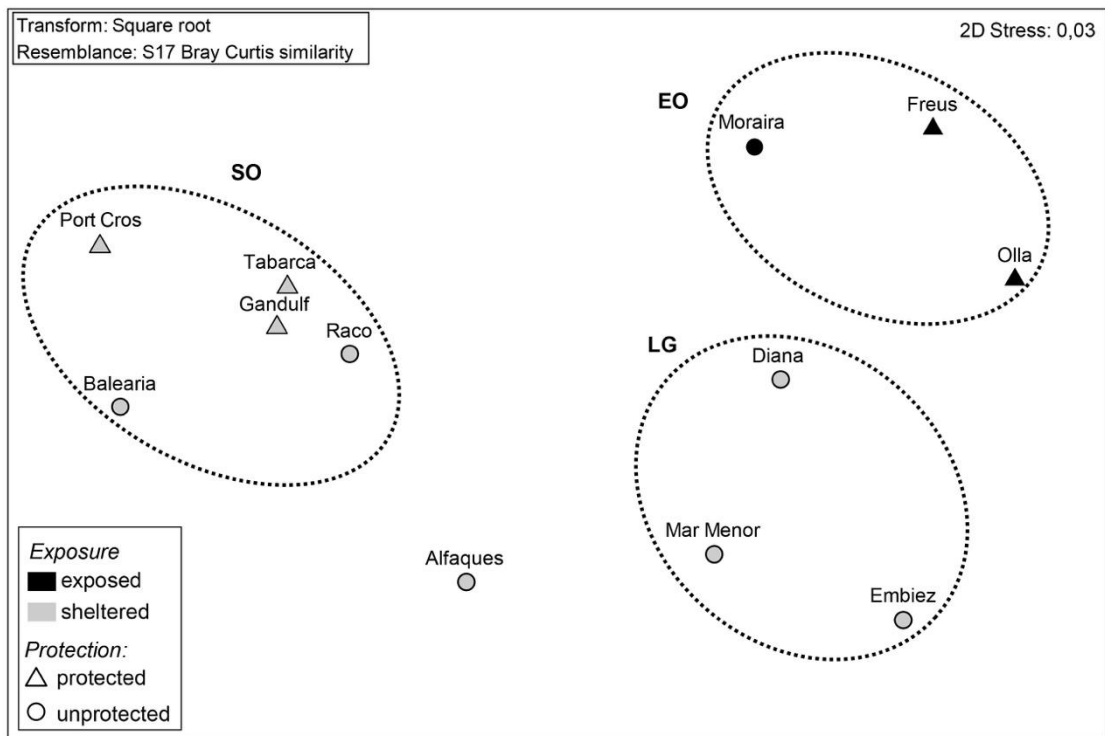 Transform: Square root
Resemblance: S17 Bray Curtis similarity
2D Stress: 0,03
EO
Freus
Moraira
SO
Port Cros
Tabarca
Olla
Gandulf
Raco
LG
Diana
Balearia
Mar Menor
Alfaques
Embiez
Exposure
exposed
sheltered
Protection:
protected
unprotected